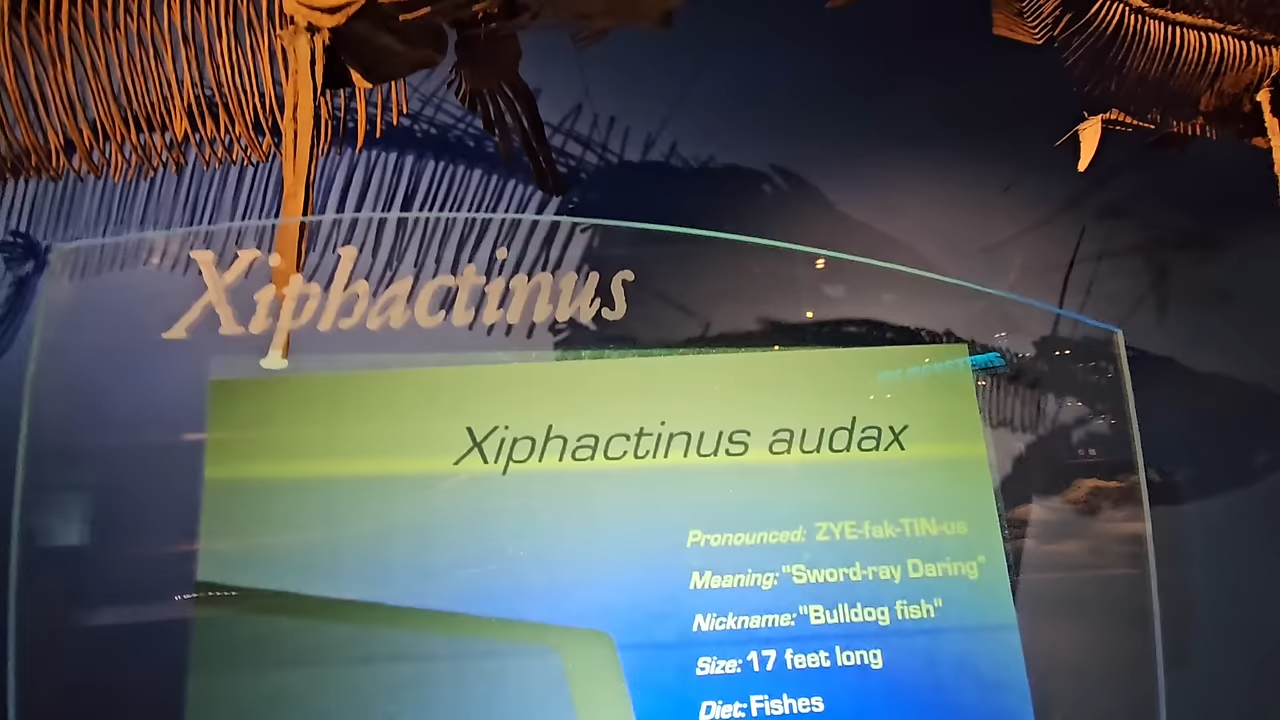 Xiphactinus
Xiphactinus audax
Pronounced: ZYE-fak-TIN-us
Meaning: "Sword-ray Daring"
Nickname: "Bulldog fish"
Size: 17 feet long
Diet: Fishes